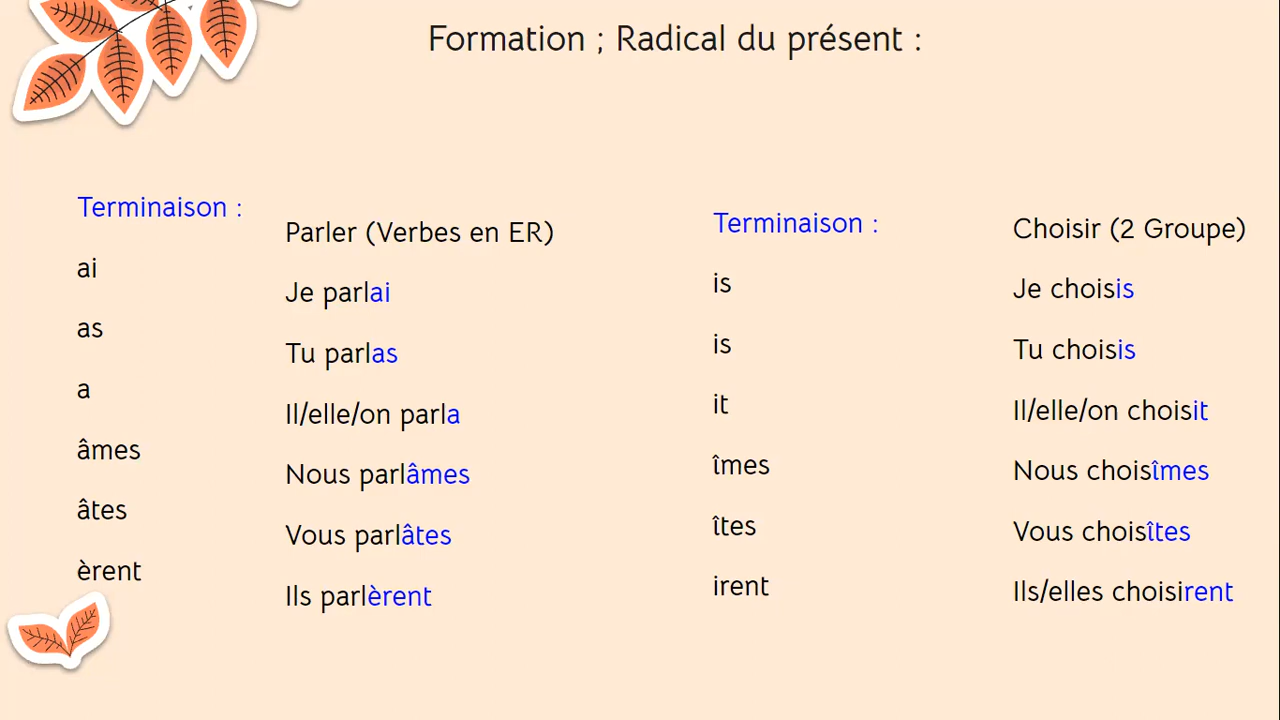 Formation ; Radical du présent :
Terminaison :
ai
as
a
âmes
âtes
èrent
Parler (Verbes en ER)
Je parlai
Tu parlas
Il/elle/on parla
Nous parlâmes
Vous parlâtes
Ils parlèrent
Terminaison :
is
is
it
îmes
îtes
irent
Choisir (2 Groupe)
Je choisis
Tu choisis
Il/elle/on choisit
Nous choisîmes
Vous choisîtes
Ils/elles choisirent